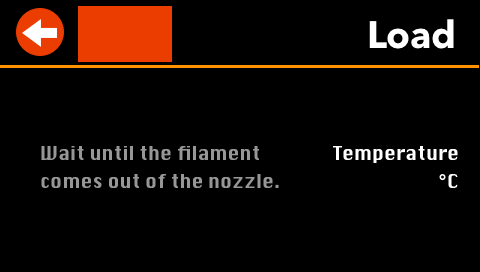 Load
Wait until the filament
comes out of the nozzle.
Temperature
°C